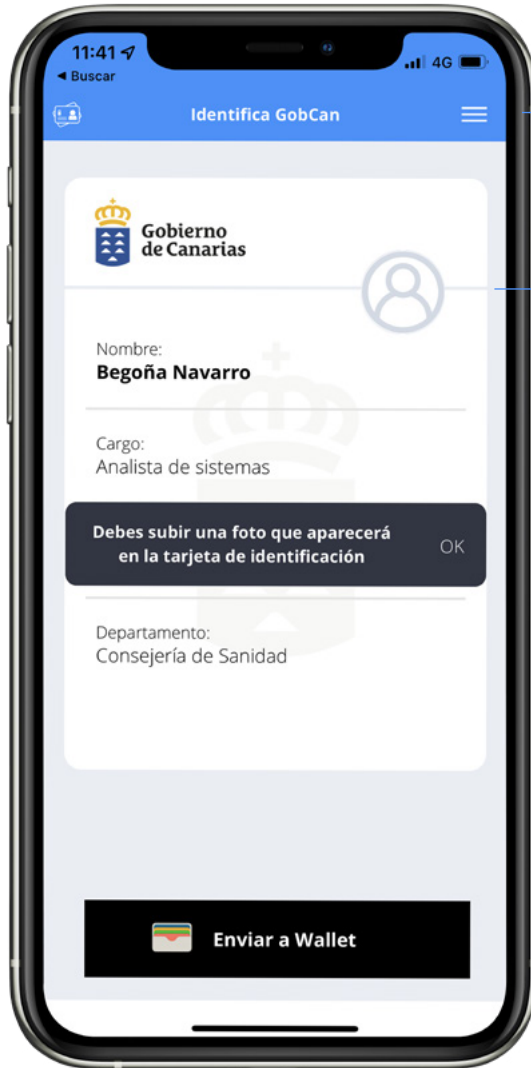 11:41
◀ Buscar
4G
Identifica GobCan
Gobierno
de Canarias
Nombre:
Begoña Navarro
Cargo:
Analista de sistemas
Debes subir una foto que aparecerá
en la tarjeta de identificación
OK
Departamento:
Consejería de Sanidad
Enviar a Wallet